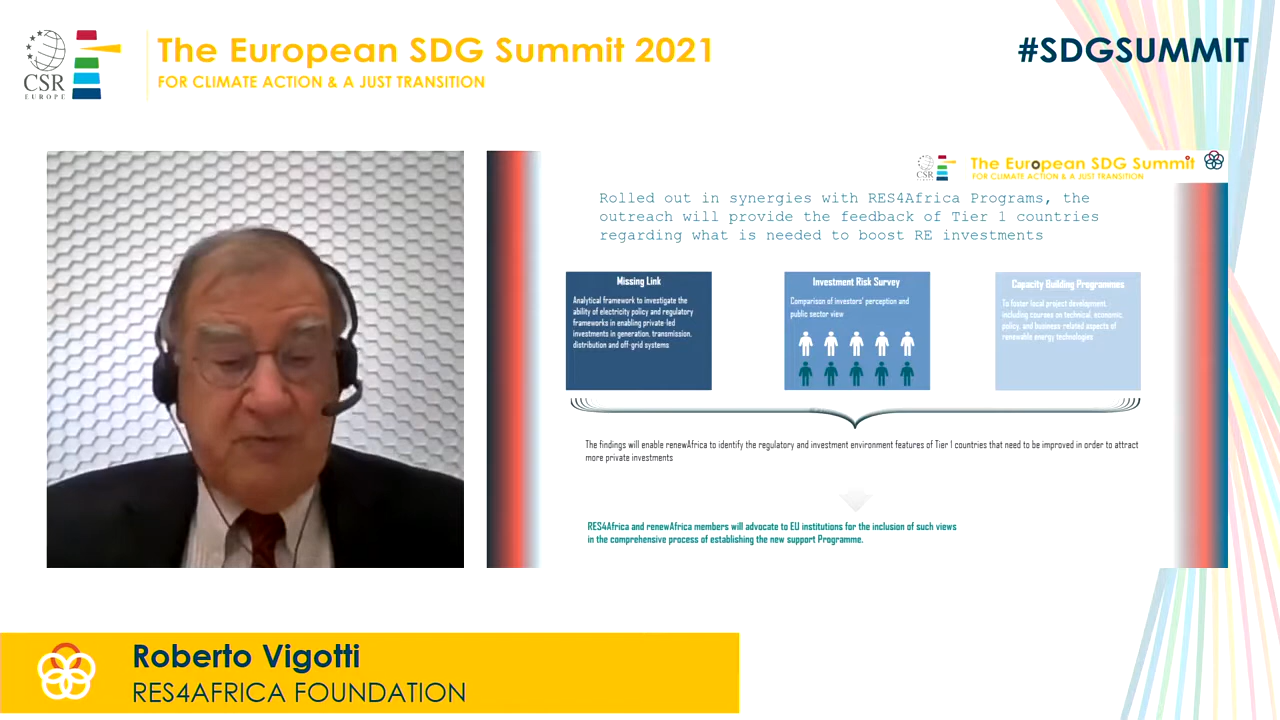 CSR
EUROPE
The European SDG Summit 2021
FOR CLIMATE ACTION & A JUST TRANSITION
#SDGSUMMIT
CSR
The European SDG Summit
FOR CLIMATE ACTION & A JUST TRANSITION
Rolled out in synergies with RES4Africa Programs, the
outreach will provide the feedback of Tier 1 countries
regarding what is needed to boost RE investments
Missing Link
Analytical framework to investigate the
ability of electricity policy and regulatory
frameworks in enabling private-led
investments in generation, transmission,
distribution and off-grid systems
Investment Risk Survey
Comparison of investors' perception and
public sector view
Capacity Building Programmes
To foster local project development,
including courses on technical, economic,
policy, and business-related aspects of
renewable energy technologies
The findings will enable renewAfrica to identify the regulatory and investment environment features of Tier 1 countries that need to be improved in order to attract
more private investments
RES4Africa and renewAfrica members will advocate to EU institutions for the inclusion of such views
in the comprehensive process of establishing the new support Programme.
Roberto Vigotti
RES4AFRICA FOUNDATION